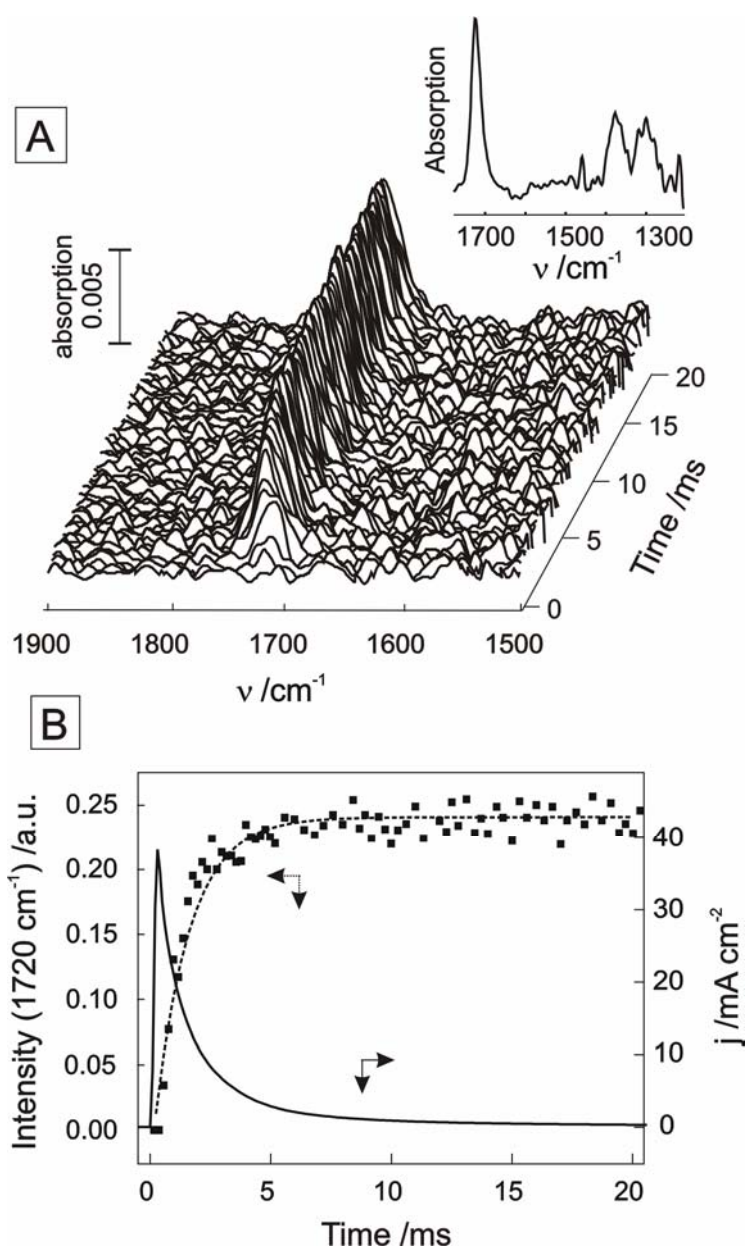 A
absorption
0.005
Absorption
1700 1500 1300
ν /cm⁻¹
20
15
10
5
0
Time /ms
1900 1800 1700 1600 1500
ν /cm⁻¹
B
Intensity (1720 cm⁻¹) /a.u.
0.25
0.20
0.15
0.10
0.05
0.00
40
30
20
10
0
j /mA cm⁻²
0 5 10 15 20
Time /ms